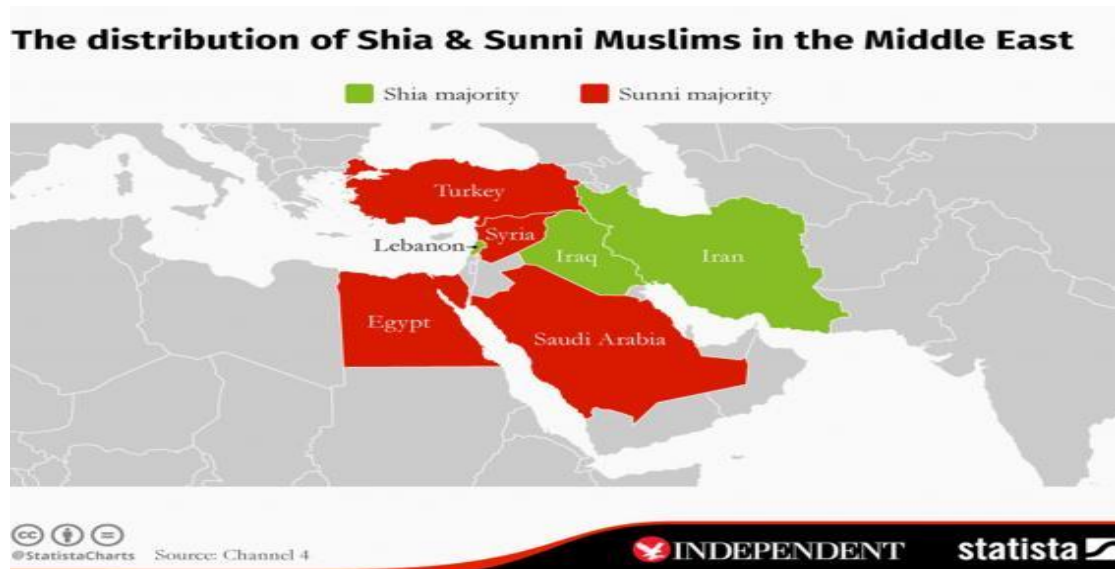 The distribution of Shia & Sunni Muslims in the Middle East
Shia majority Sunni majority
Turkey
Lebanon
Syria
Iraq
Iran
Egypt
Saudi Arabia
cc
@StatistaCharts Source: Channel 4
INDEPENDENT statista